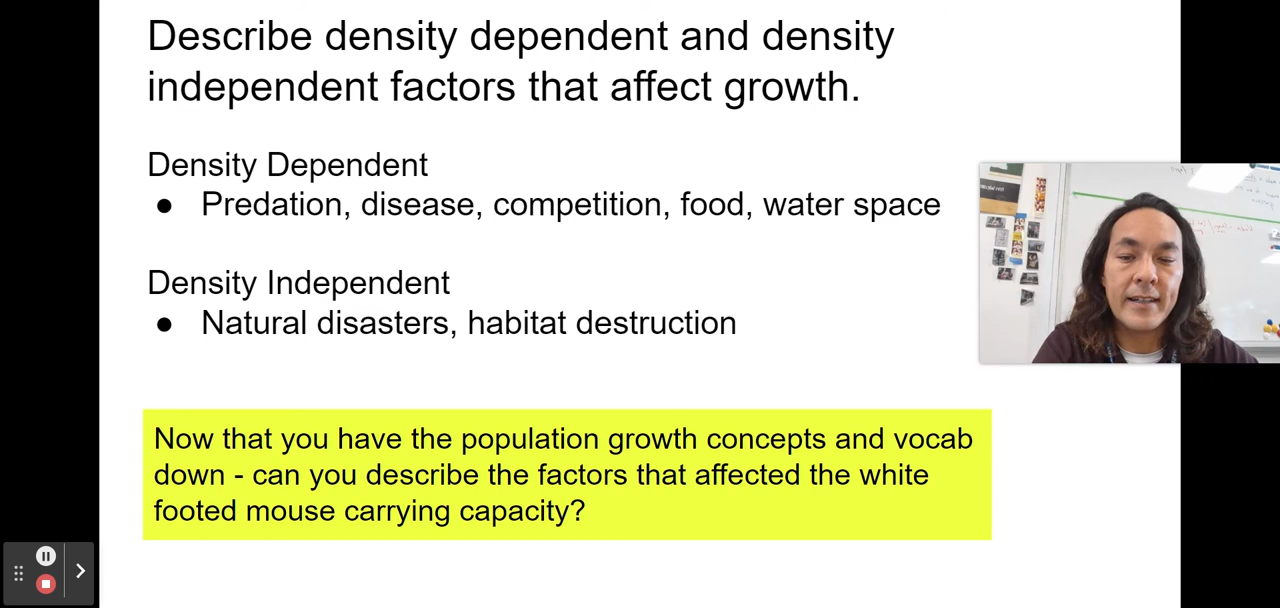 Describe density dependent and density
independent factors that affect growth.
Density Dependent
● Predation, disease, competition, food, water space
Density Independent
● Natural disasters, habitat destruction
Now that you have the population growth concepts and vocab
down - can you describe the factors that affected the white
footed mouse carrying capacity?